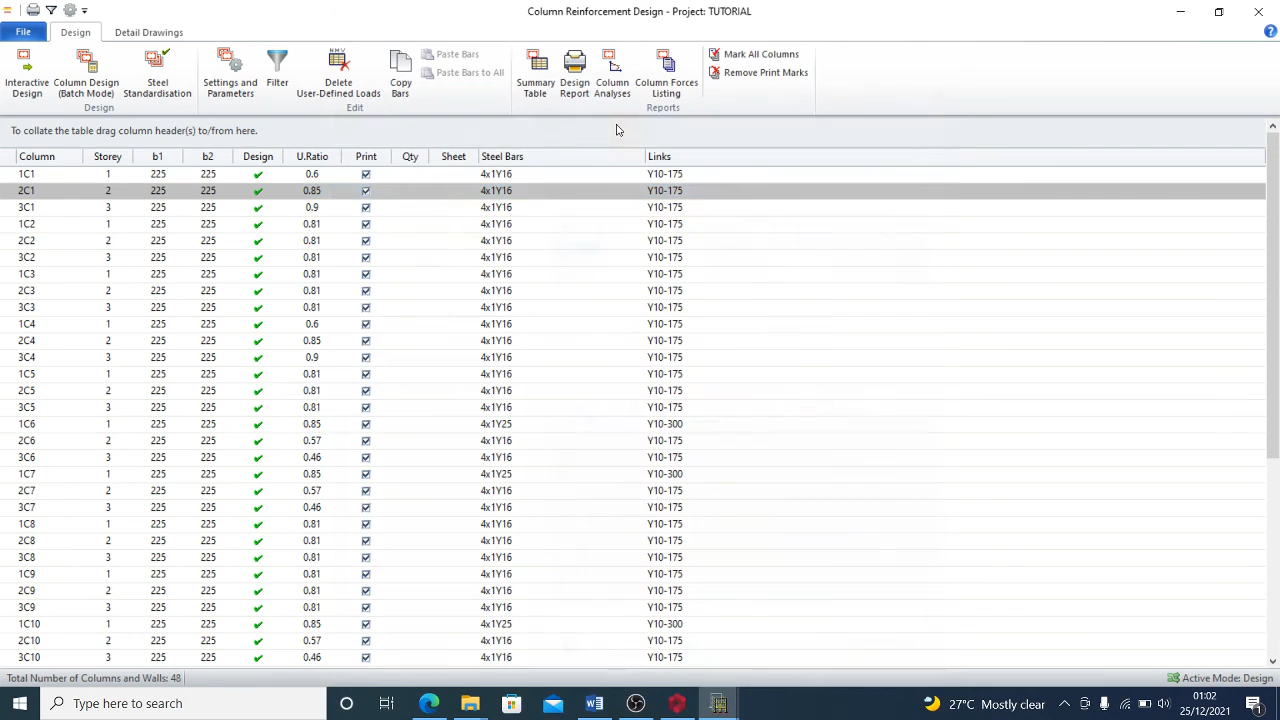 Column Reinforcement Design - Project: TUTORIAL
File Design Detail Drawings
Interactive Design
Column Design (Batch Mode)
Steel Standardisation
Design
Settings and Parameters
Filter
Delete User-Defined Loads
Copy Bars
Paste Bars
Paste Bars to All
Edit
Summary Table
Design Report
Column Analyses
Column Forces Listing
Mark All Columns
Remove Print Marks
Reports
To collate the table drag column header(s) to/from here.
Column Storey b1 b2 Design U.Ratio Print Qty Sheet Steel Bars Links
1C1 1 225 225 0.6 4x1Y16 Y10-175
2C1 2 225 225 0.85 4x1Y16 Y10-175
3C1 3 225 225 0.9 4x1Y16 Y10-175
1C2 1 225 225 0.81 4x1Y16 Y10-175
2C2 2 225 225 0.81 4x1Y16 Y10-175
3C2 3 225 225 0.81 4x1Y16 Y10-175
1C3 1 225 225 0.81 4x1Y16 Y10-175
2C3 2 225 225 0.81 4x1Y16 Y10-175
3C3 3 225 225 0.81 4x1Y16 Y10-175
1C4 1 225 225 0.6 4x1Y16 Y10-175
2C4 2 225 225 0.85 4x1Y16 Y10-175
3C4 3 225 225 0.9 4x1Y16 Y10-175
1C5 1 225 225 0.81 4x1Y16 Y10-175
2C5 2 225 225 0.81 4x1Y16 Y10-175
3C5 3 225 225 0.81 4x1Y16 Y10-175
1C6 1 225 225 0.85 4x1Y25 Y10-300
2C6 2 225 225 0.57 4x1Y16 Y10-175
3C6 3 225 225 0.46 4x1Y16 Y10-175
1C7 1 225 225 0.85 4x1Y25 Y10-300
2C7 2 225 225 0.57 4x1Y16 Y10-175
3C7 3 225 225 0.46 4x1Y16 Y10-175
1C8 1 225 225 0.81 4x1Y16 Y10-175
2C8 2 225 225 0.81 4x1Y16 Y10-175
3C8 3 225 225 0.81 4x1Y16 Y10-175
1C9 1 225 225 0.81 4x1Y16 Y10-175
2C9 2 225 225 0.81 4x1Y16 Y10-175
3C9 3 225 225 0.81 4x1Y16 Y10-175
1C10 1 225 225 0.85 4x1Y25 Y10-300
2C10 2 225 225 0.57 4x1Y16 Y10-175
3C10 3 225 225 0.46 4x1Y16 Y10-175
Total Number of Columns and Walls: 48
Active Mode: Design
Type here to search
27°C Mostly clear
01:02
25/12/2021